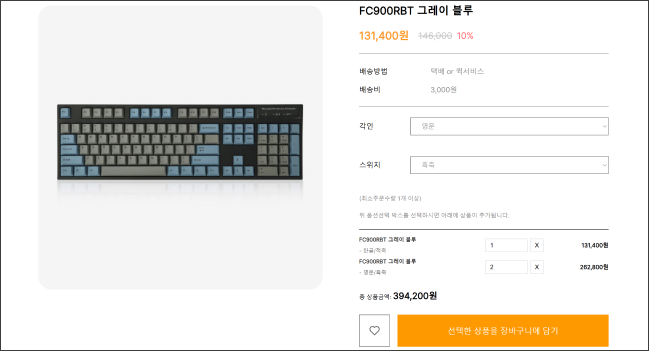 FC900RBT 그레이 블루
131,400원 146,000 10%
배송방법 택배 or 퀵서비스
배송비 3,000원
각인 영문
스위치 흑축
(최소주문수량 1개 이상)
위 옵션선택 박스를 선택하시면 아래에 상품이 추가됩니다.
FC900RBT 그레이 블루
- 한글/적축
1 X 131,400원
FC900RBT 그레이 블루
- 영문/흑축
2 X 262,800원
총 상품금액: 394,200원
선택한 상품을 장바구니에 담기